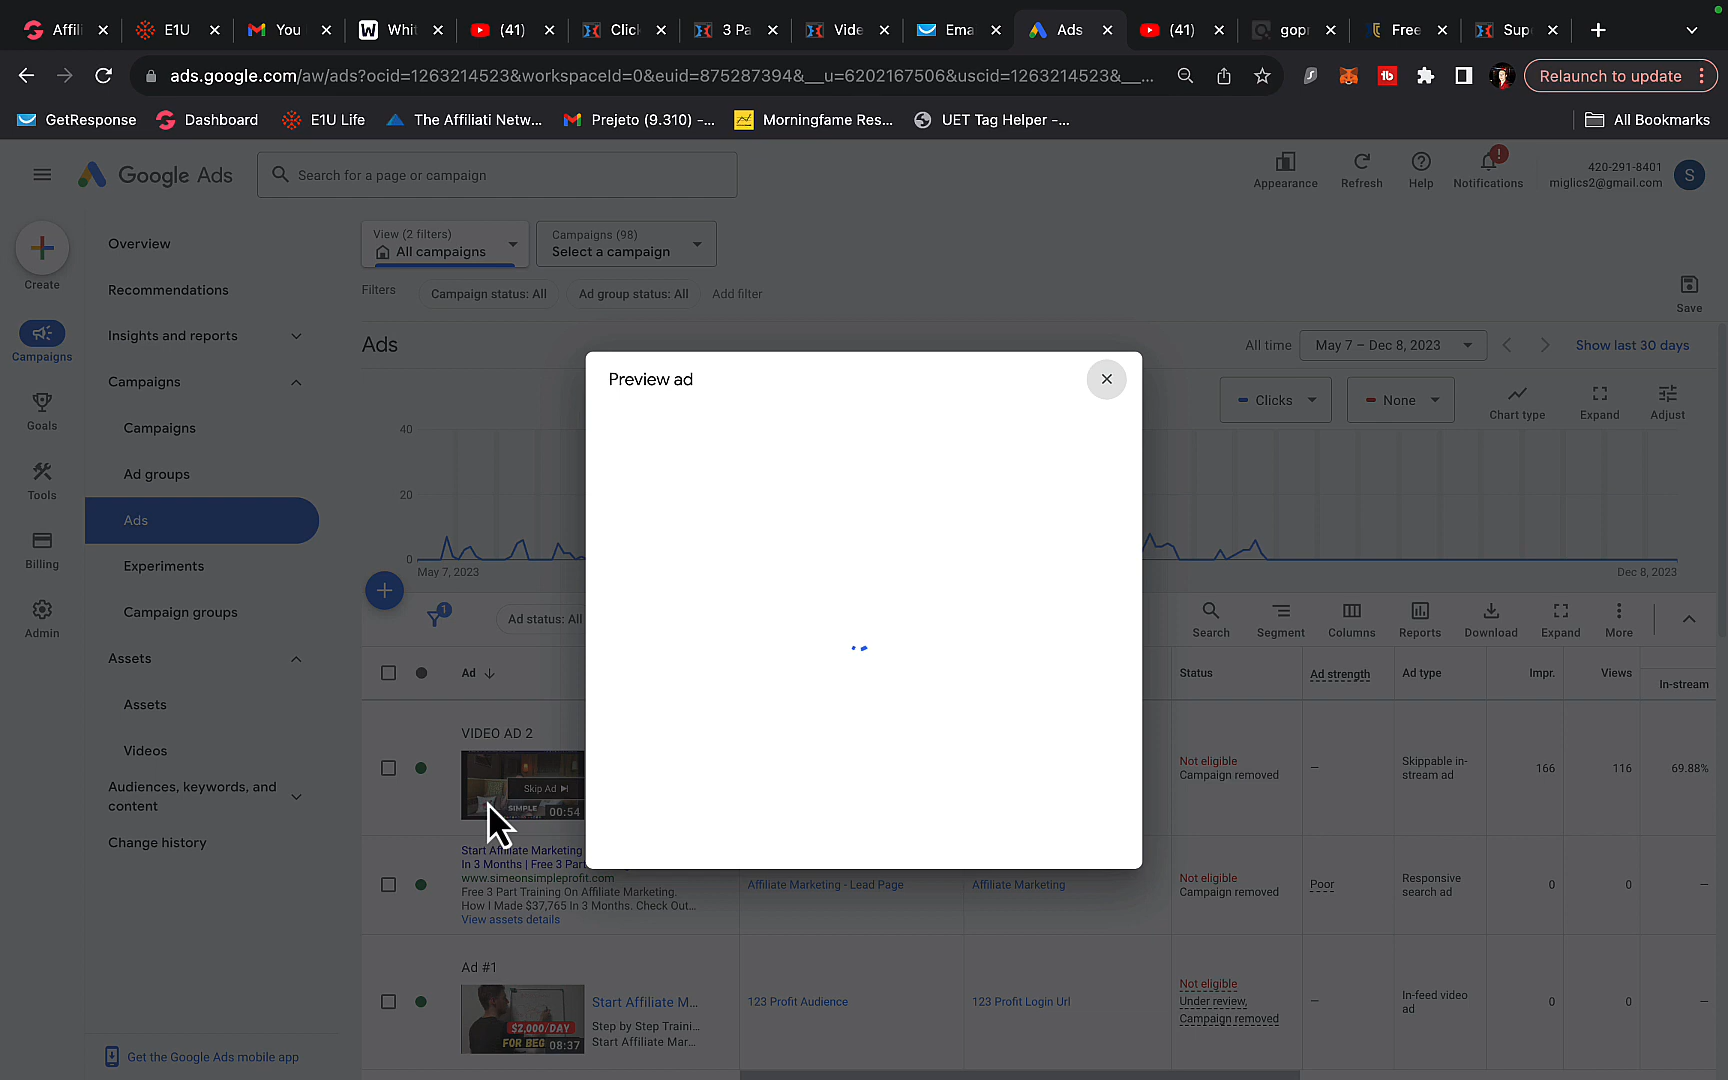 Affili
E1U
You
Whit
(41)
Click
3 Pa
Vide
Ema
Ads
(41)
gopr
Free
Sup
ads.google.com/aw/ads?ocid=1263214523&workspaceId=0&euid=875287394&__u=6202167506&uscid=1263214523&__...
Relaunch to update
GetResponse
Dashboard
E1U Life
The Affiliati Netw...
Prejeto (9.310) -...
Morningfame Res...
UET Tag Helper -...
All Bookmarks
Google Ads
Search for a page or campaign
Appearance
Refresh
Help
Notifications
420-291-8401
miglics2@gmail.com
S
Create
Campaigns
Goals
Tools
Billing
Admin
Overview
Recommendations
Insights and reports
Campaigns
Campaigns
Ad groups
Ads
Experiments
Campaign groups
Assets
Assets
Videos
Audiences, keywords, and
content
Change history
Get the Google Ads mobile app
View (2 filters)
All campaigns
Campaigns (98)
Select a campaign
Filters
Campaign status: All
Ad group status: All
Add filter
Save
Ads
All time
May 7 – Dec 8, 2023
Show last 30 days
Clicks
None
Chart type
Expand
Adjust
40
20
0
May 7, 2023
Dec 8, 2023
Preview ad
1
Ad status: All
Search
Segment
Columns
Reports
Download
Expand
More
Ad
Status
Ad strength
Ad type
Impr.
Views
In-stream
VIDEO AD 2
Skip Ad
SIMPLE
00:54
Not eligible
Campaign removed
—
Skippable in-
stream ad
166
116
69.88%
Start Affiliate Marketing
In 3 Months | Free 3 Part
www.simeonsimpleprofit.com
Free 3 Part Training On Affiliate Marketing.
How I Made $37,765 In 3 Months. Check Out...
View assets details
Affiliate Marketing - Lead Page
Affiliate Marketing
Not eligible
Campaign removed
Poor
Responsive
search ad
0
0
—
Ad #1
$2,000/DAY
FOR BEG
08:37
Start Affiliate M...
Step by Step Traini...
Start Affiliate Mar...
123 Profit Audience
123 Profit Login Url
Not eligible
Under review,
Campaign removed
—
In-feed video
ad
0
0
—